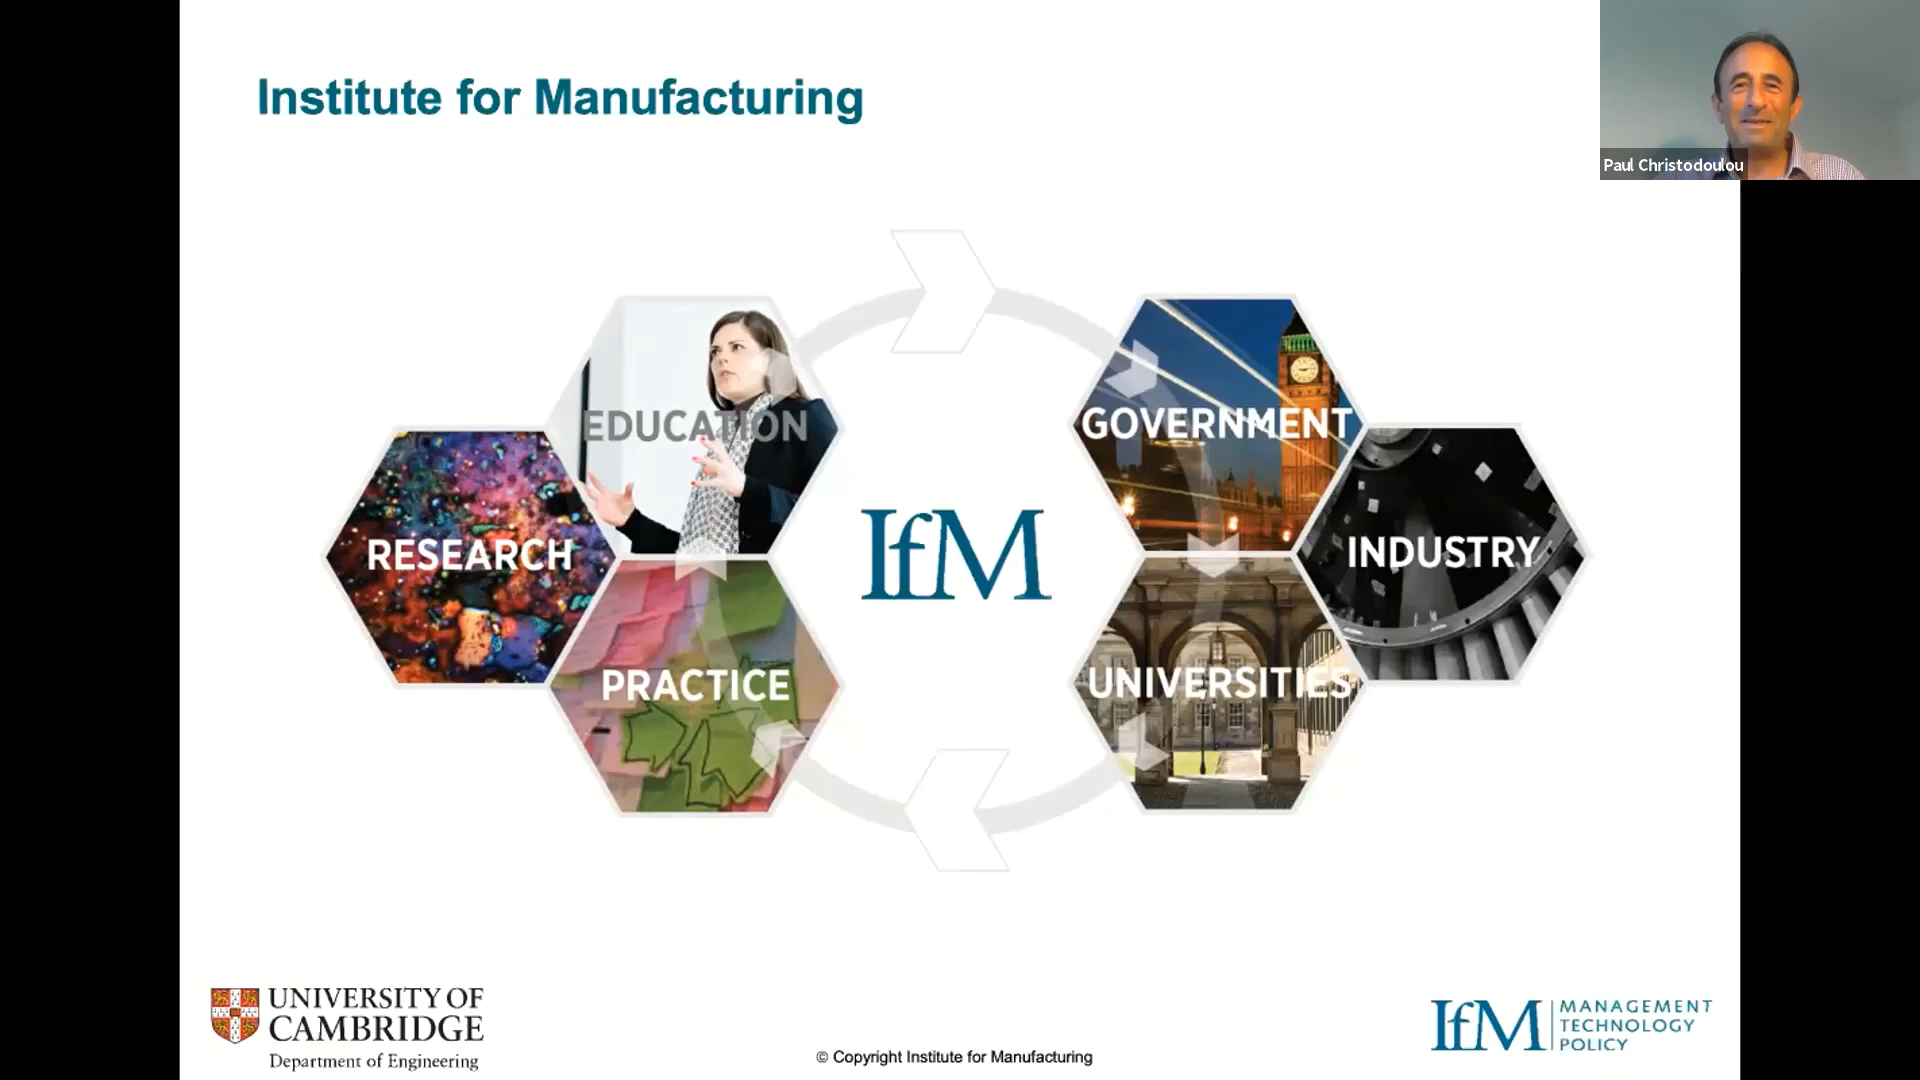 Institute for Manufacturing
Paul Christodoulou
EDUCATION
GOVERNMENT
RESEARCH
IfM
INDUSTRY
PRACTICE
UNIVERSITIES
UNIVERSITY OF
CAMBRIDGE
Department of Engineering
© Copyright Institute for Manufacturing
IfM
MANAGEMENT
TECHNOLOGY
POLICY